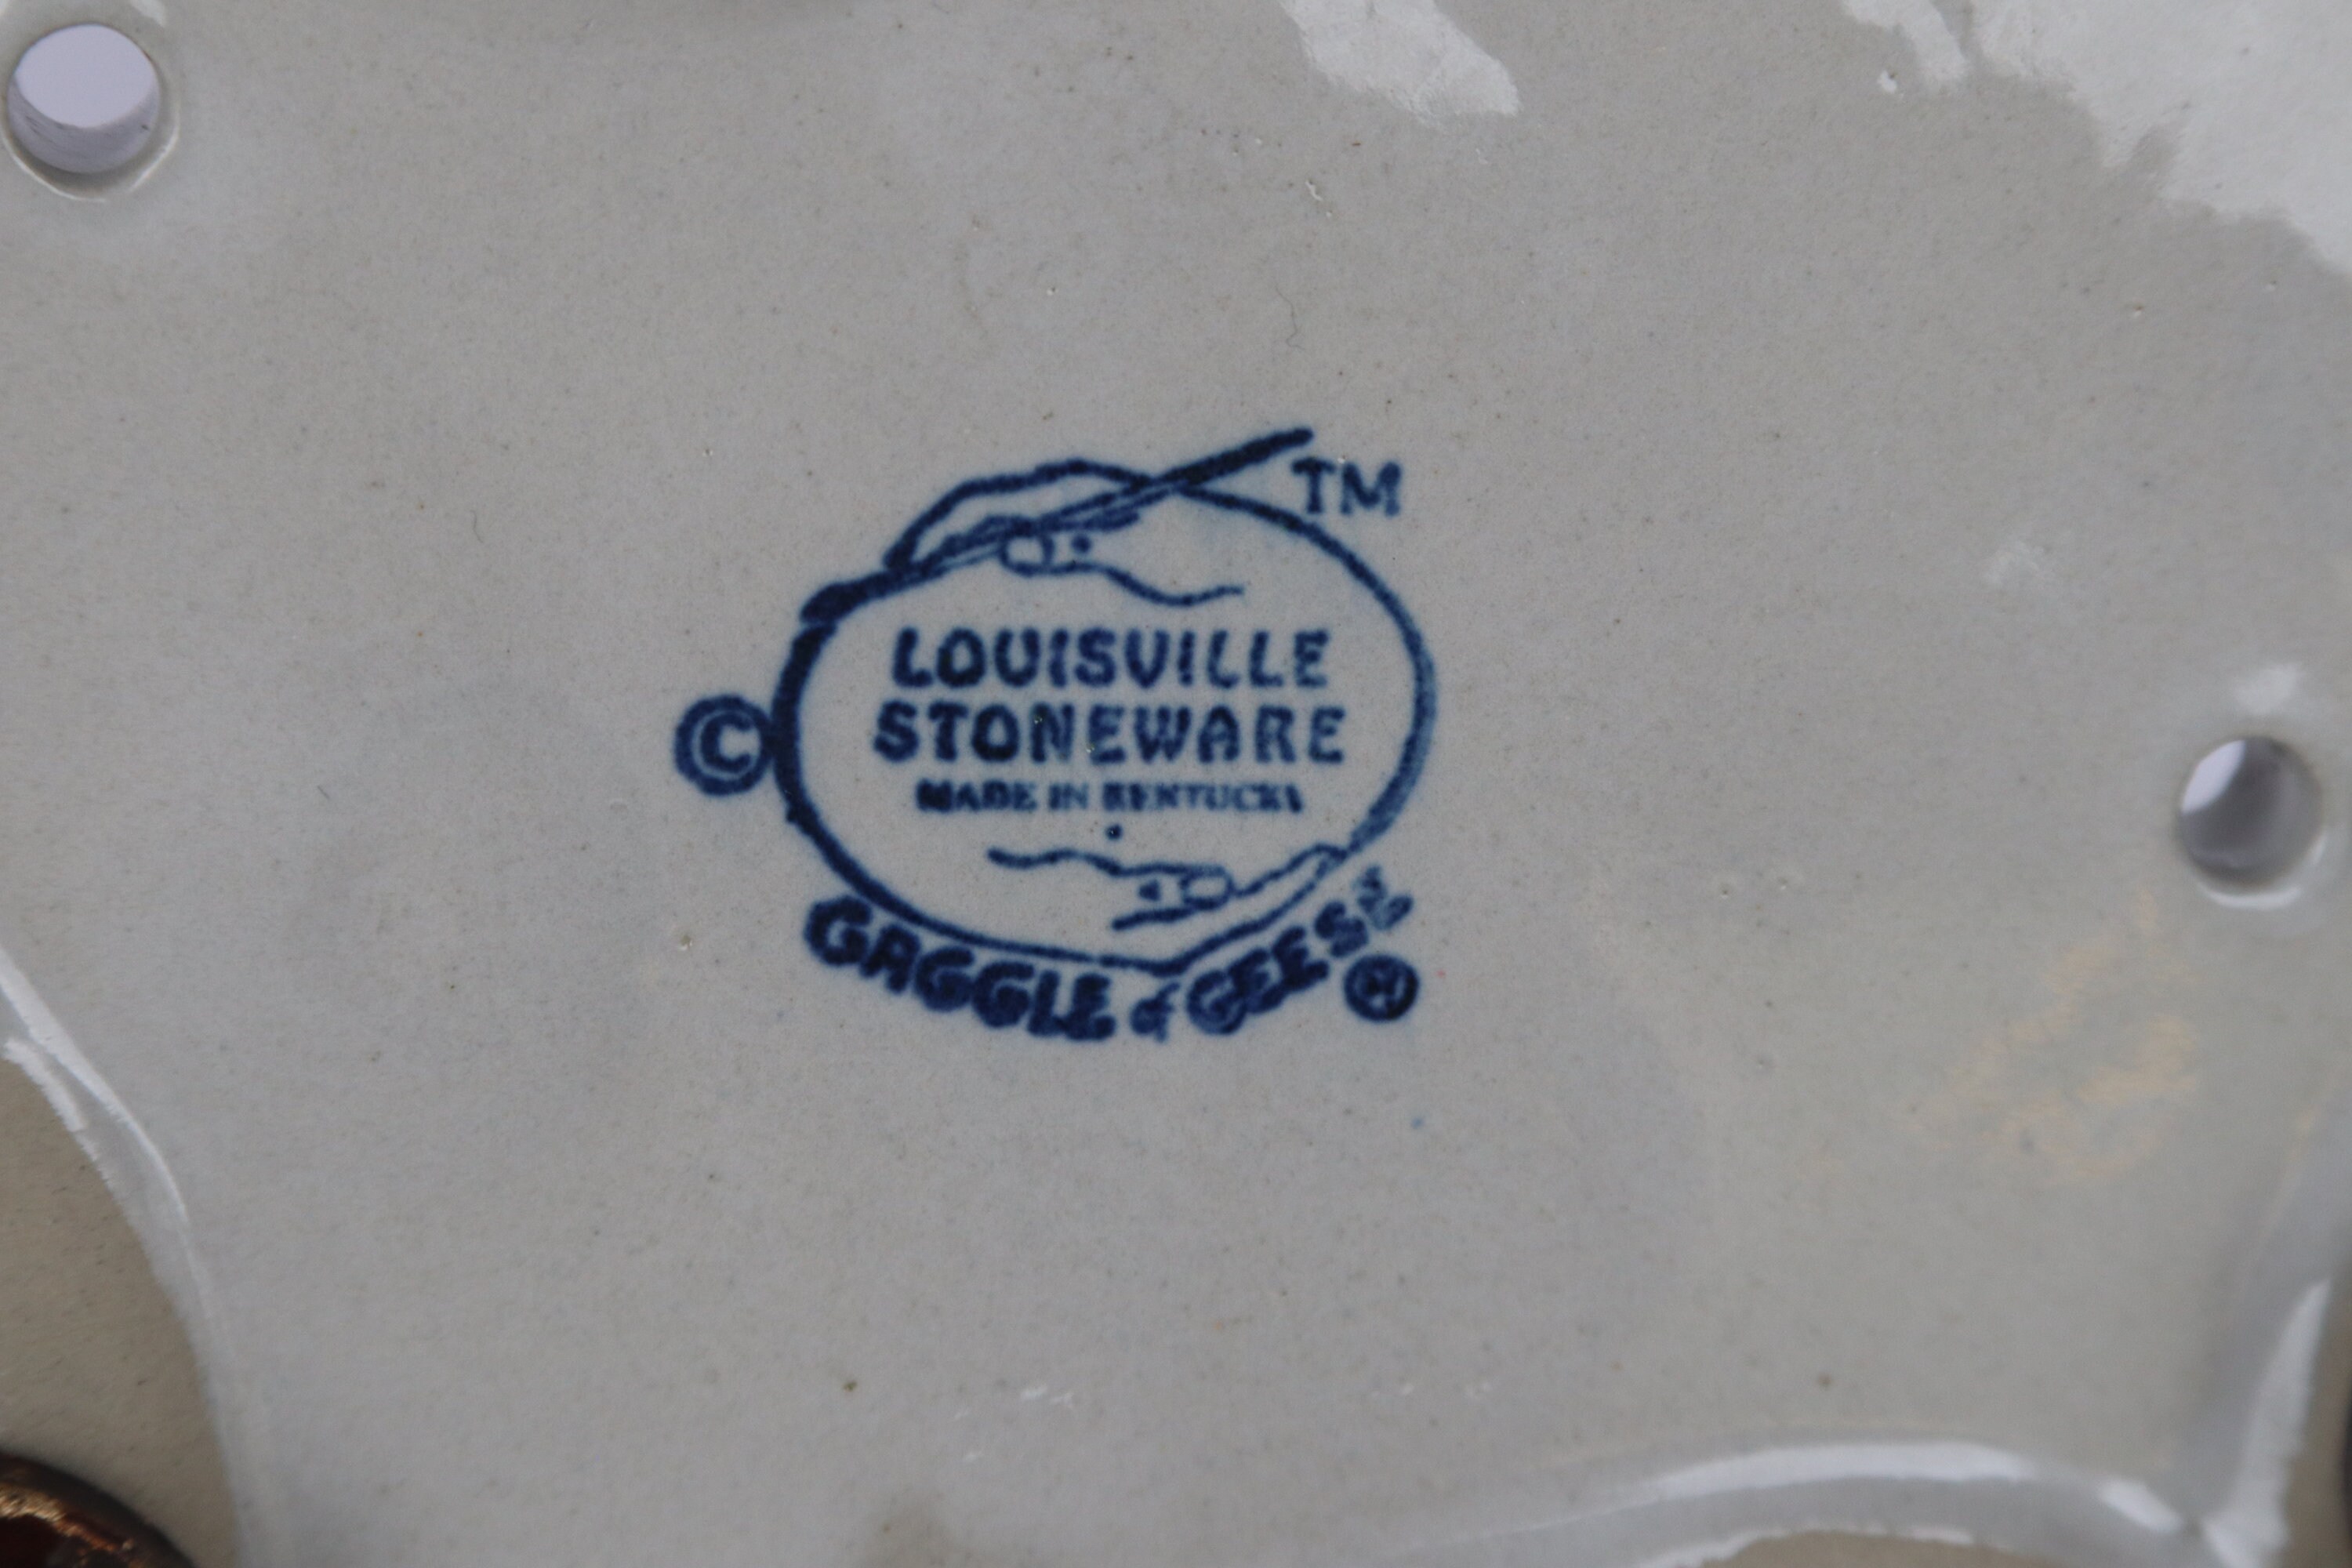 TM
LOUISVILLE
STONEWARE
©
MADE IN KENTUCKY
GAGGLE of GEESE
®